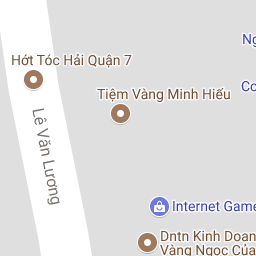 Hớt Tóc Hải Quận 7
Tiệm Vàng Minh Hiếu
Lê Văn Lương
Internet Game
Dntn Kinh Doan
Vàng Ngọc Của